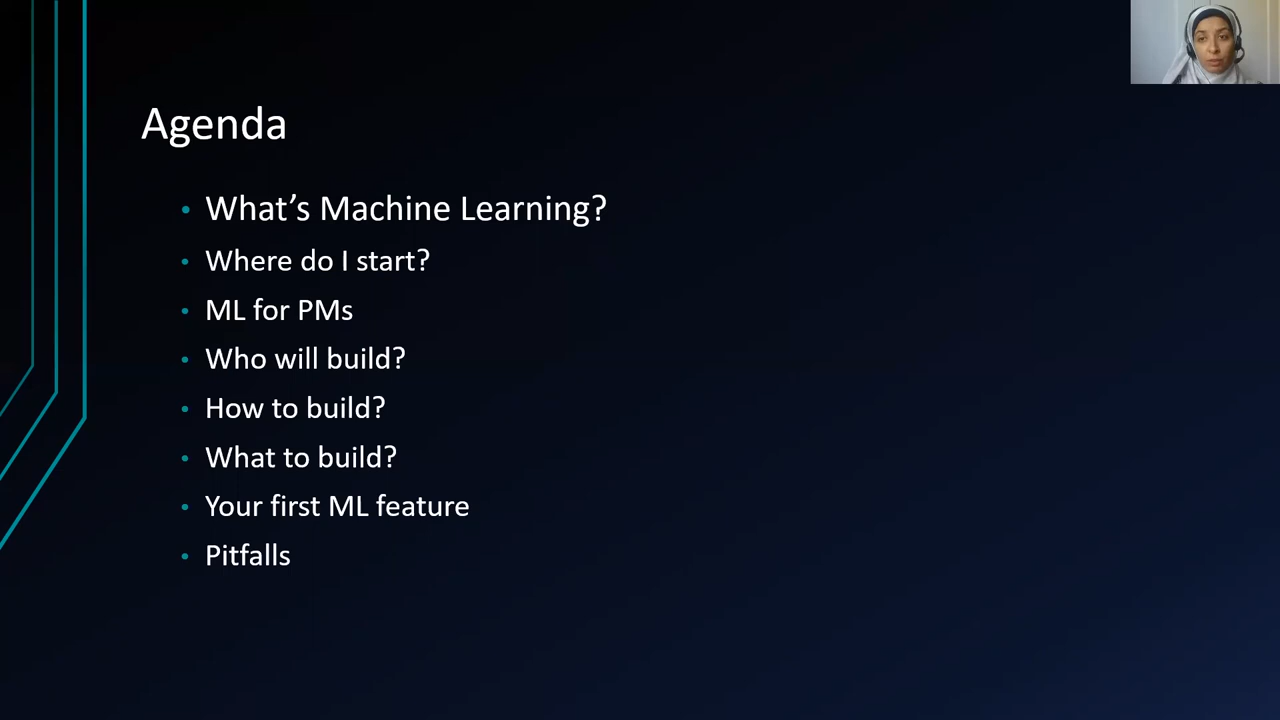 Agenda
• What's Machine Learning?
• Where do I start?
• ML for PMs
• Who will build?
• How to build?
• What to build?
• Your first ML feature
• Pitfalls